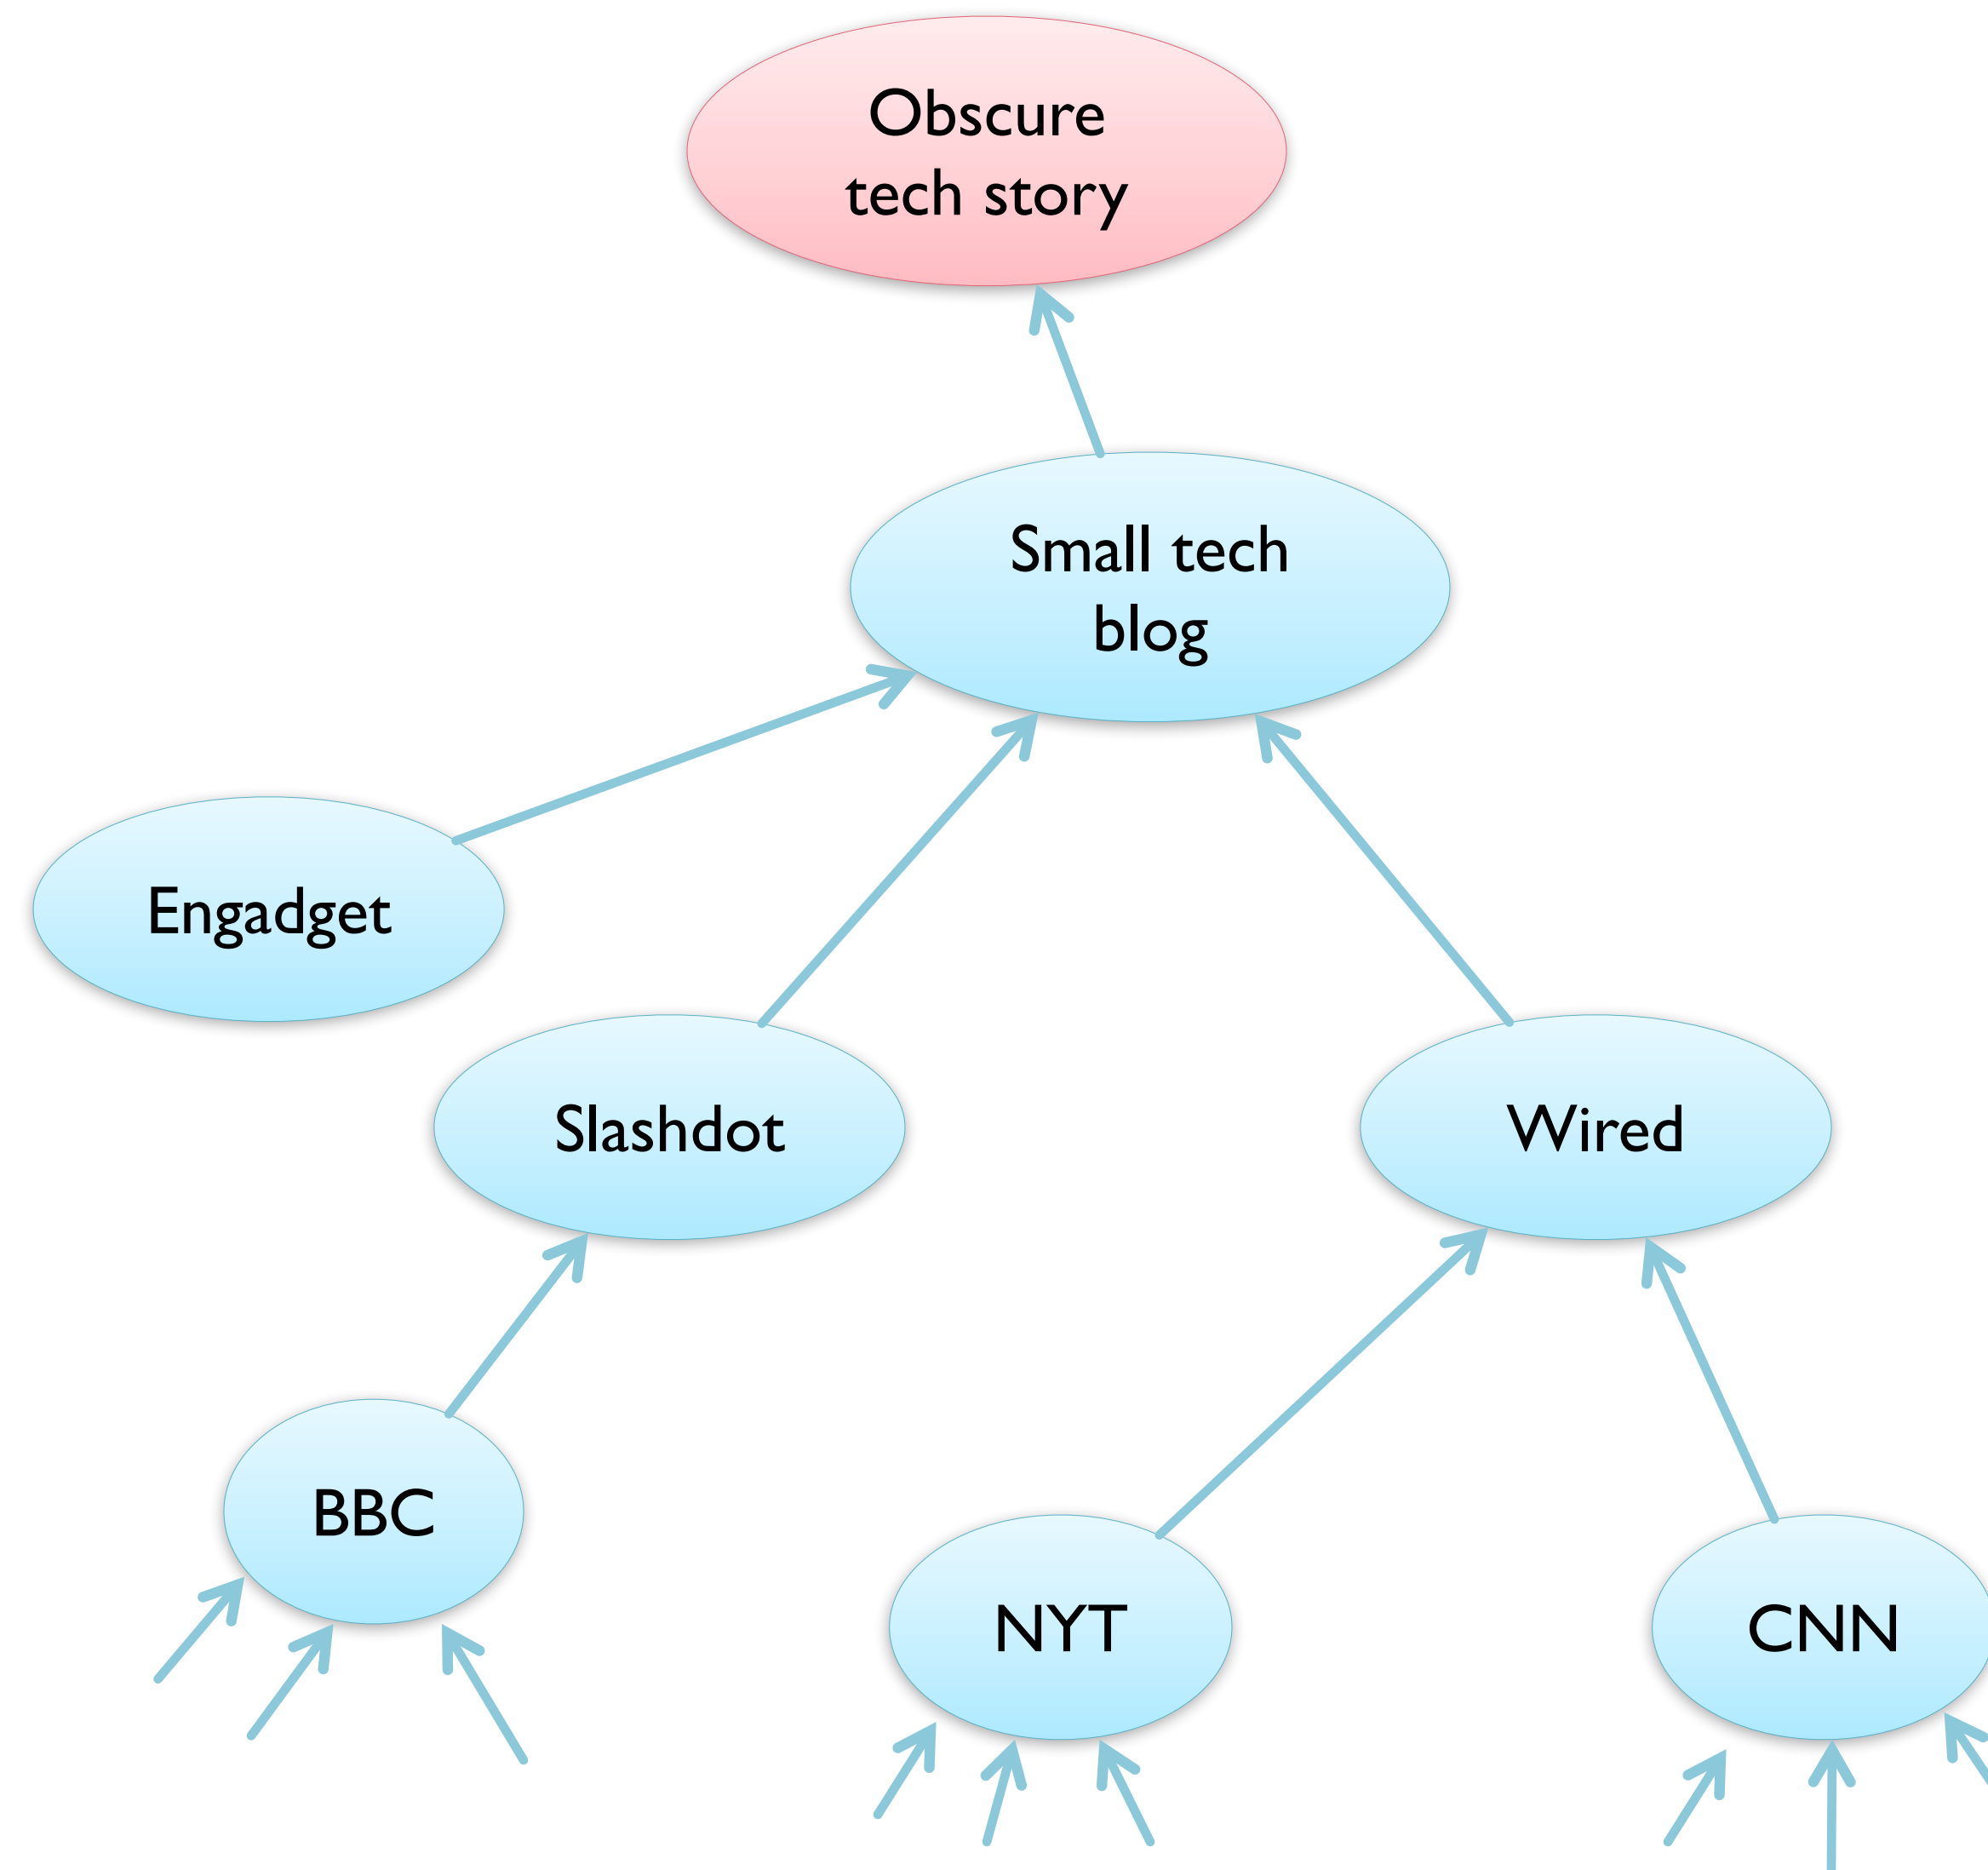 Obscure
tech story
Small tech
blog
Engadget
Slashdot
Wired
BBC
NYT
CNN